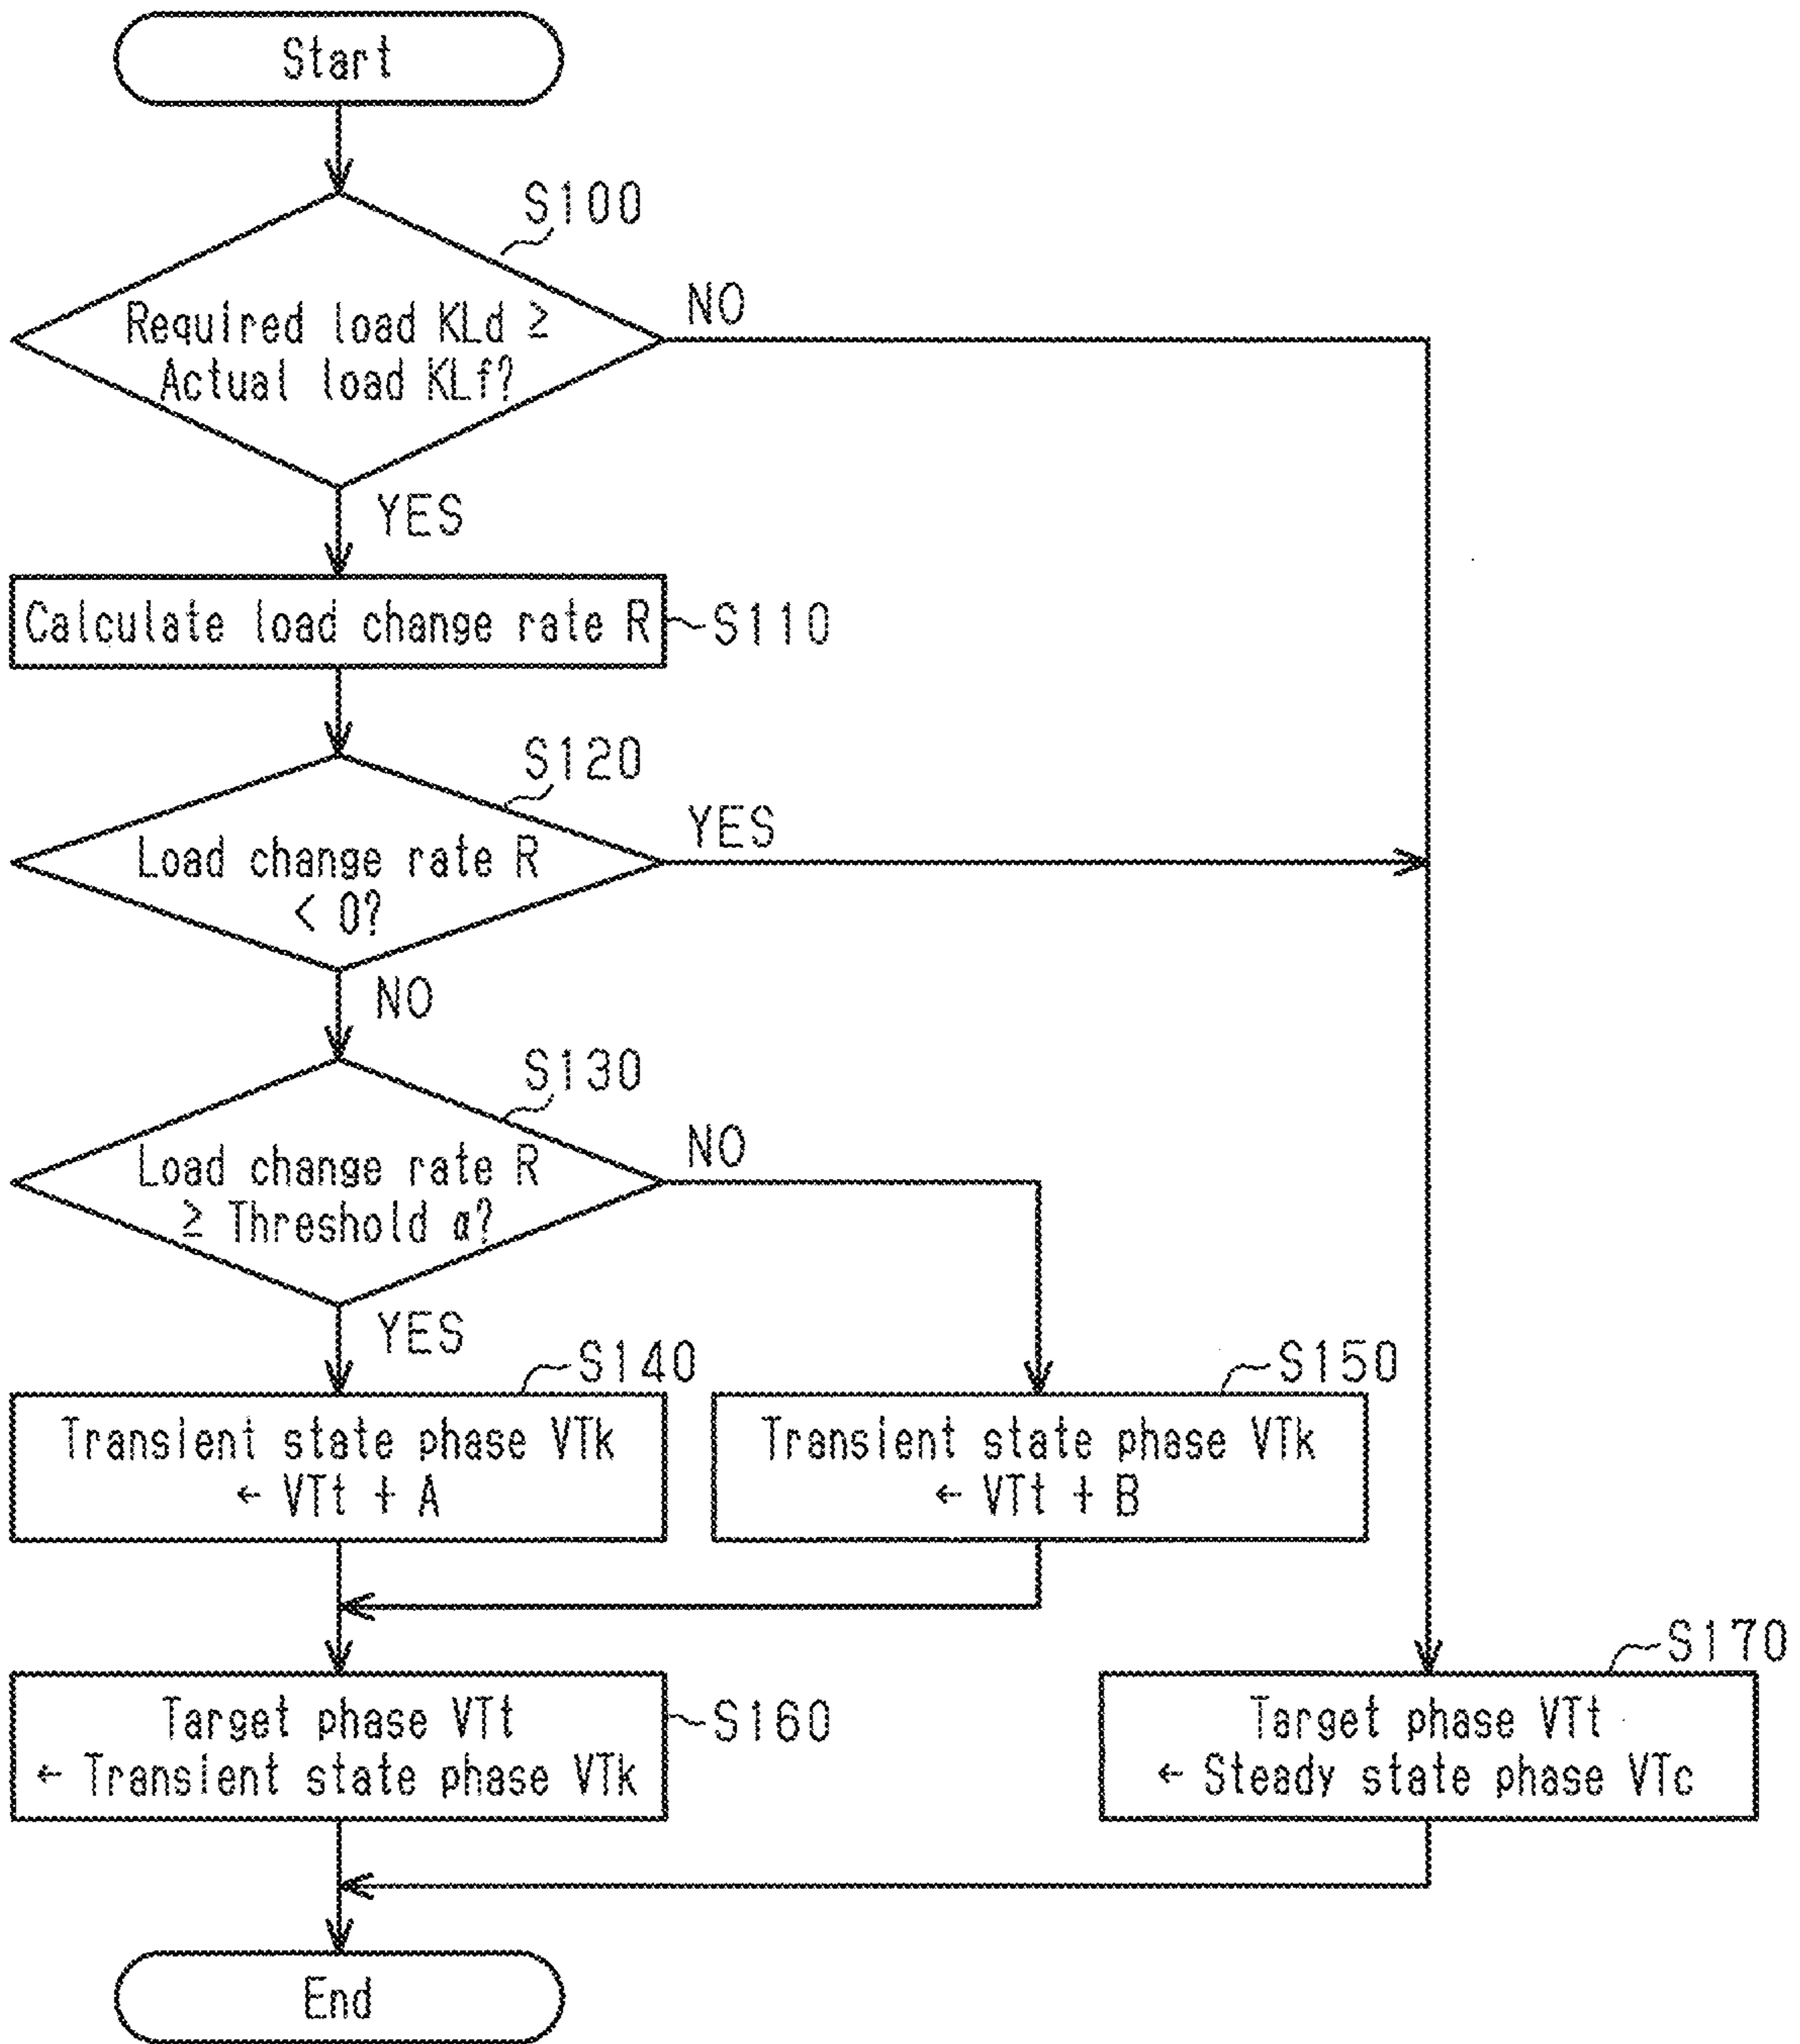 Start
S100
Required load KLd ≥
Actual load KLf?
NO
YES
Calculate load change rate R
S110
S120
Load change rate R
< 0?
YES
NO
S130
Load change rate R
≥ Threshold α?
NO
YES
S140
Transient state phase VTk
← VTt + A
S150
Transient state phase VTk
← VTt + B
Target phase VTt
← Transient state phase VTk
S160
S170
Target phase VTt
← Steady state phase VTc
End